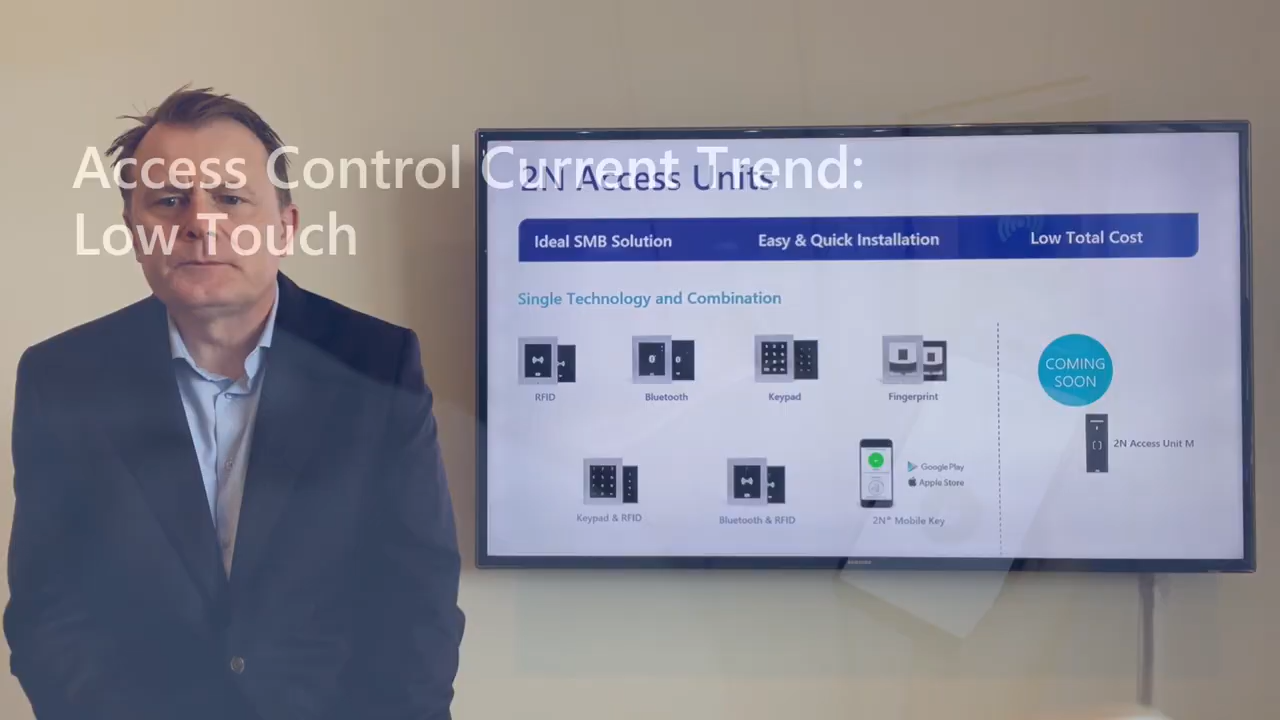 Access Control Current Trend:
Low Touch
2N Access Units
Ideal SMB Solution
Easy & Quick Installation
Low Total Cost
Single Technology and Combination
RFID
Bluetooth
Keypad
Fingerprint
COMING
SOON
2N Access Unit M
Keypad & RFID
Bluetooth & RFID
Google Play
Apple Store
2N® Mobile Key
SAMSUNG